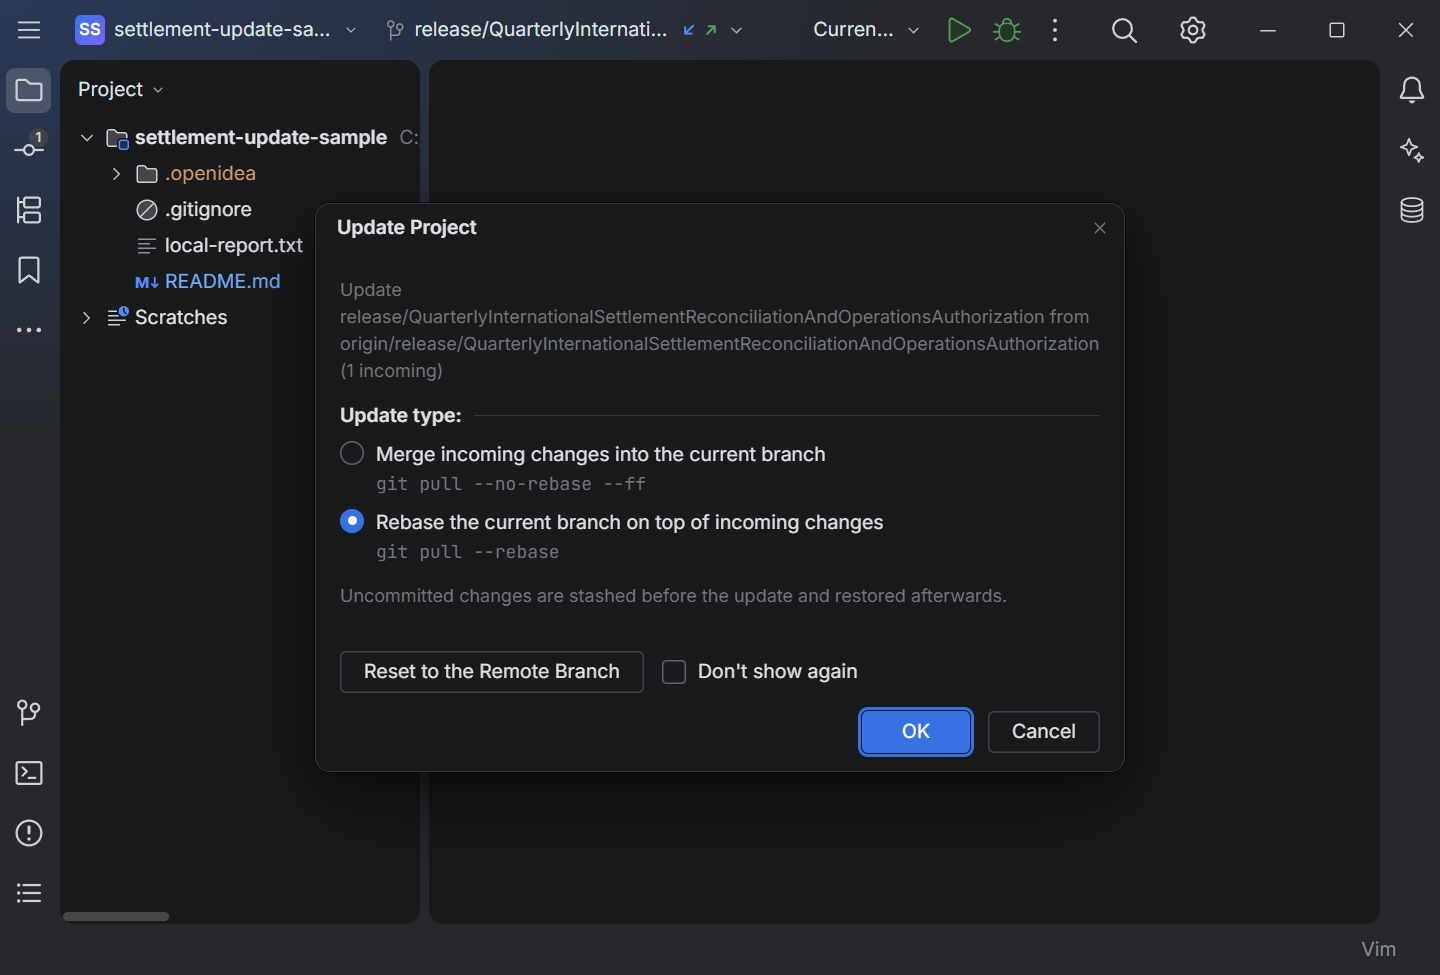 SS settlement-update-sa... release/QuarterlyInternati... Curren...
Project
1
settlement-update-sample C:
.openidea
.gitignore
local-report.txt
M↓ README.md
Scratches
Update Project
Update
release/QuarterlyInternationalSettlementReconciliationAndOperationsAuthorization from
origin/release/QuarterlyInternationalSettlementReconciliationAndOperationsAuthorization
(1 incoming)
Update type:
Merge incoming changes into the current branch
git pull --no-rebase --ff
Rebase the current branch on top of incoming changes
git pull --rebase
Uncommitted changes are stashed before the update and restored afterwards.
Reset to the Remote Branch Don't show again
OK Cancel
Vim